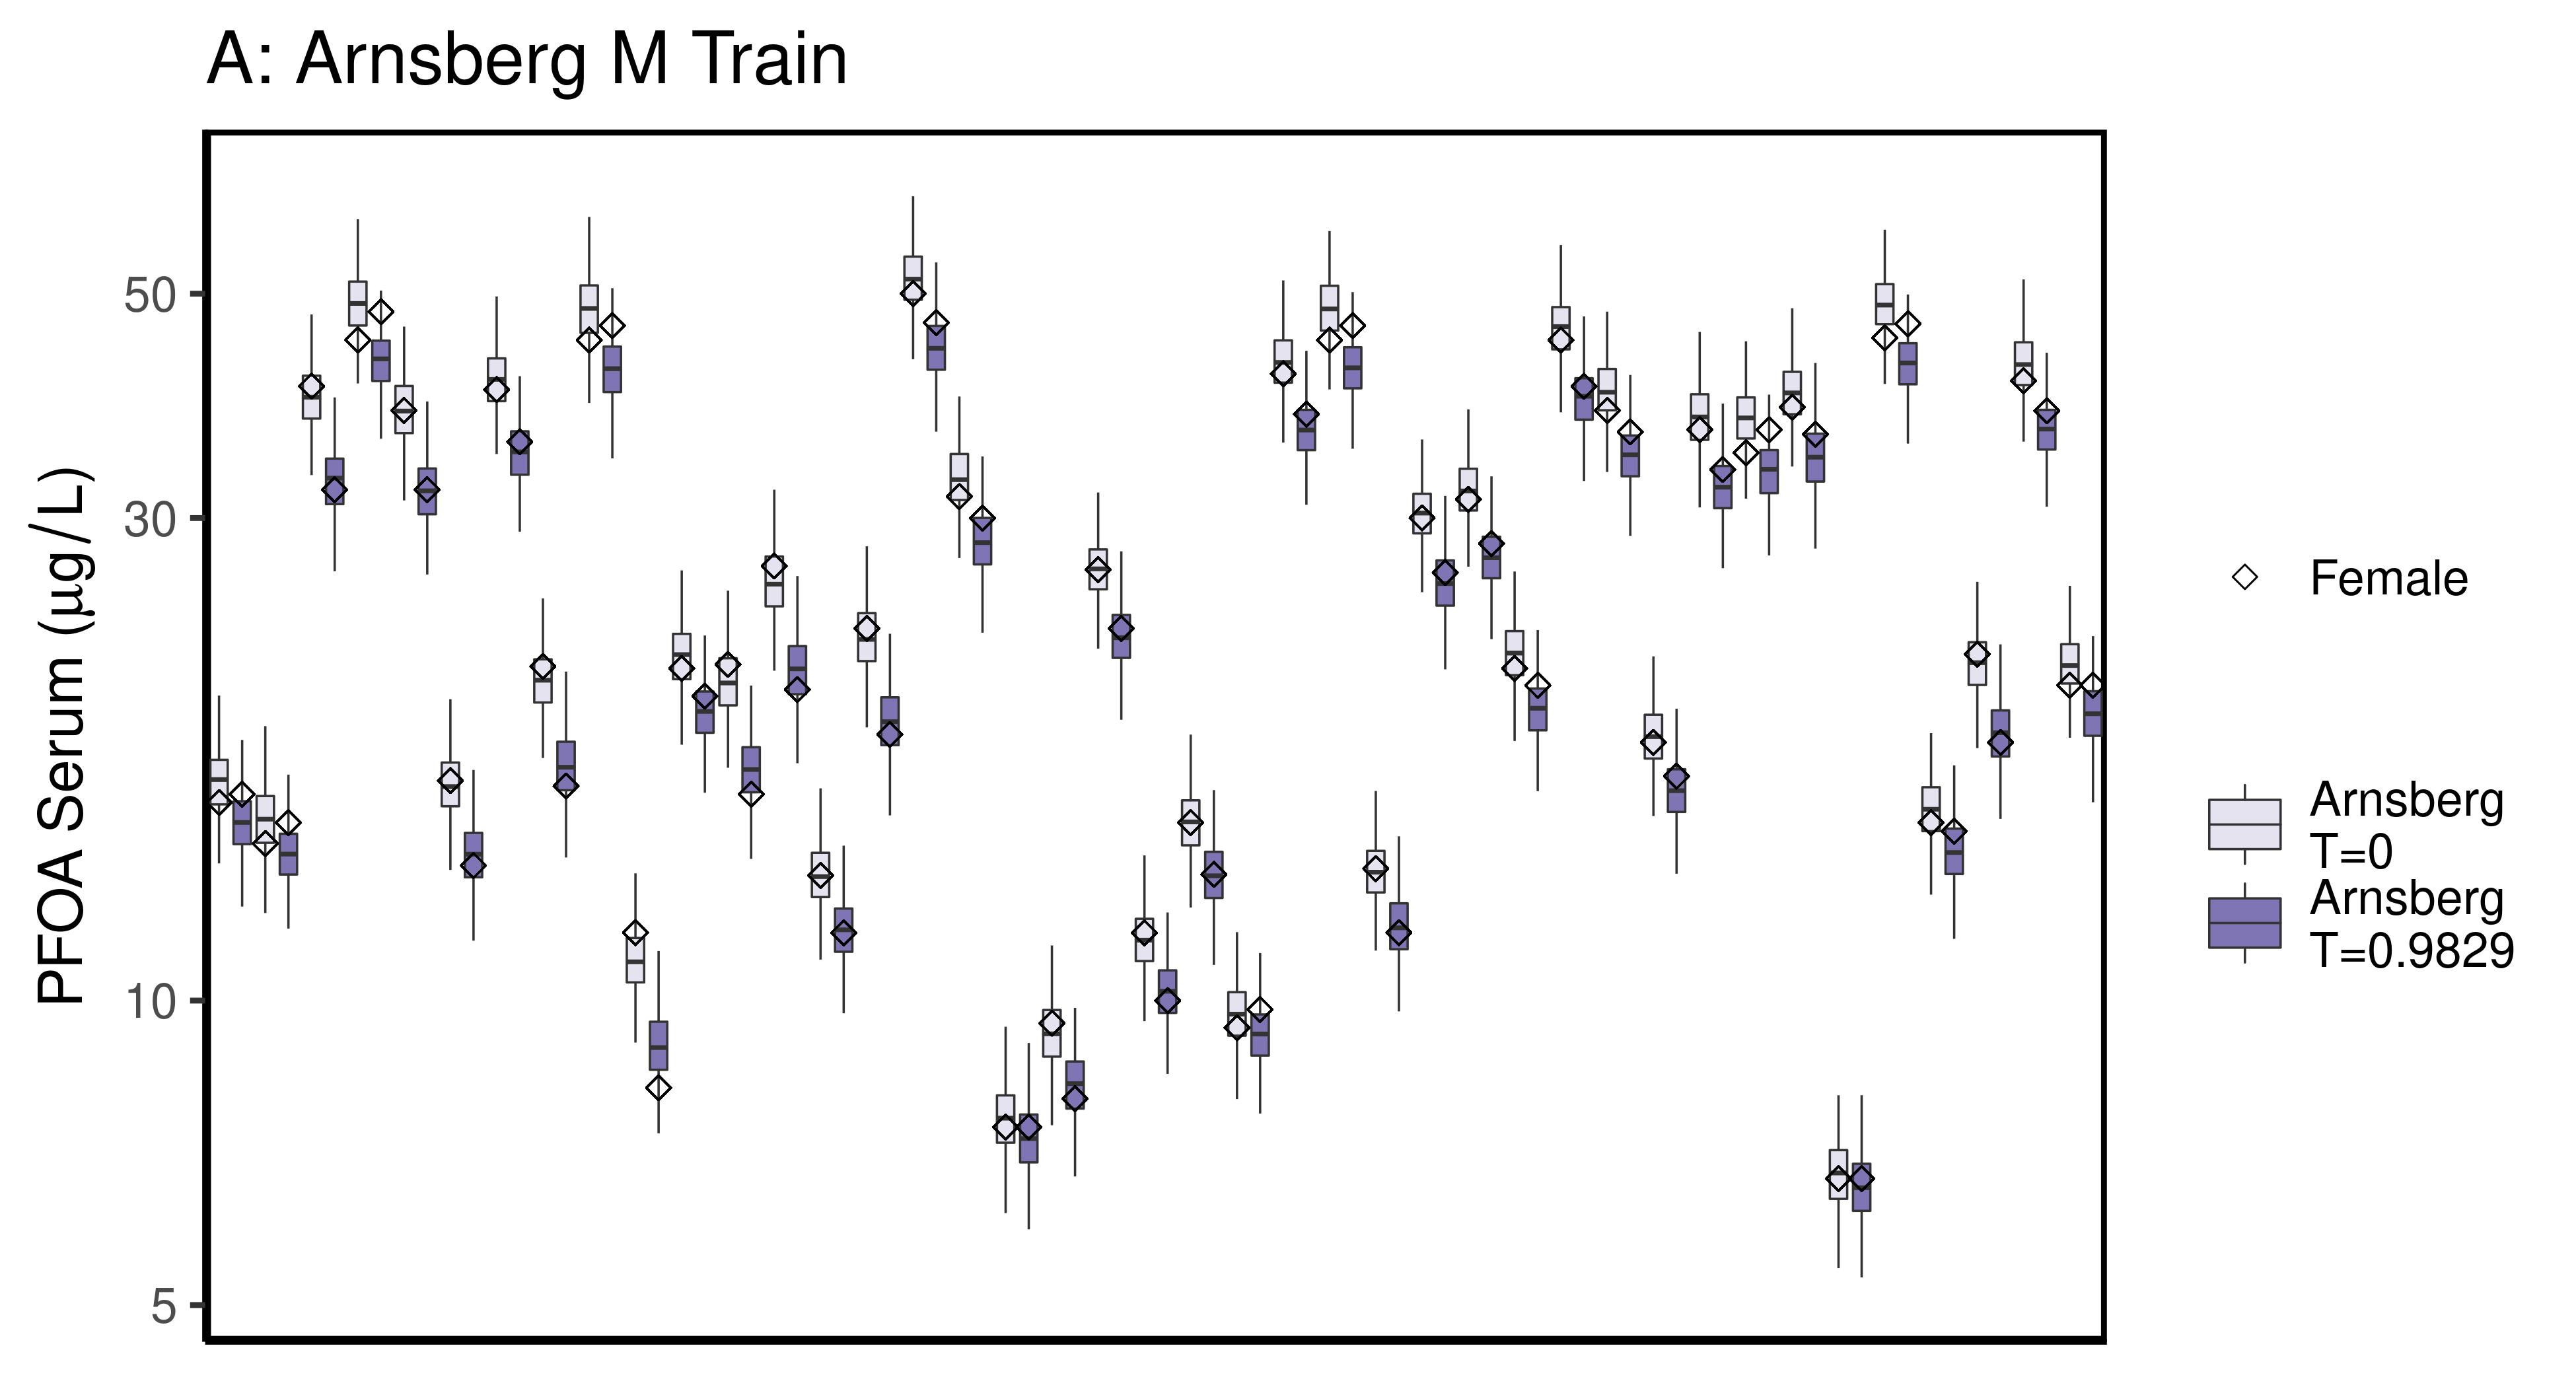 A: Arnsberg M Train
PFOA Serum (μg/L)
50
30
10
5
Female
Arnsberg
T=0
Arnsberg
T=0.9829